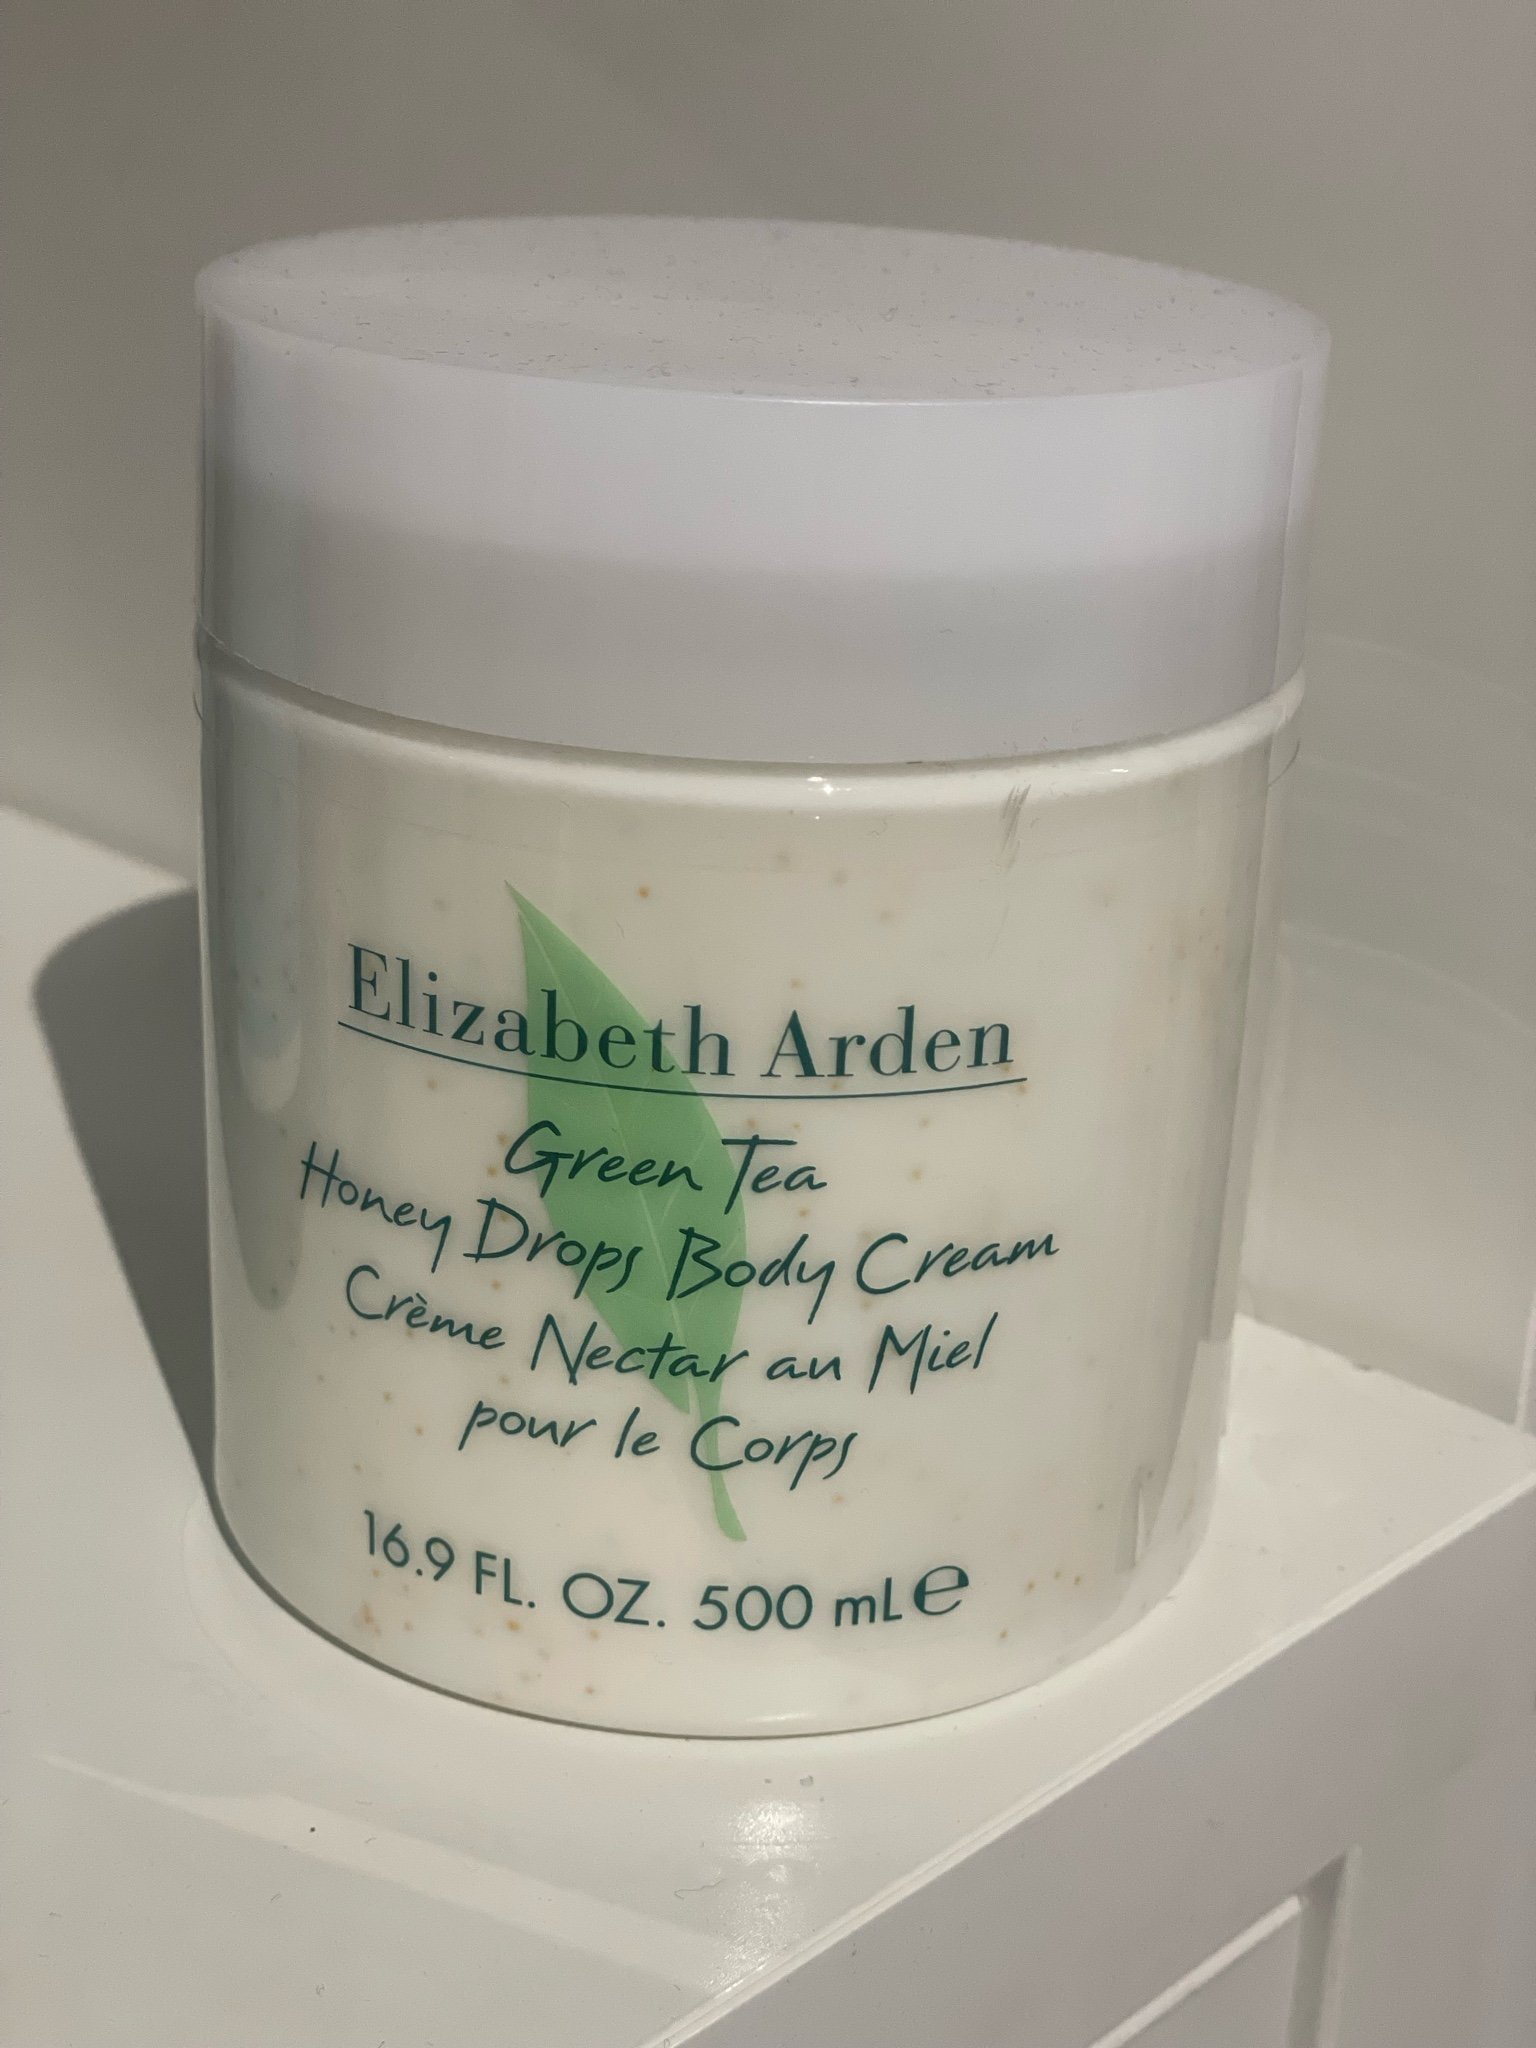 Elizabeth Arden
Green Tea
Honey Drops Body Cream
Crème Nectar au Miel
pour le Corps
16.9 FL. OZ. 500 mL ℮